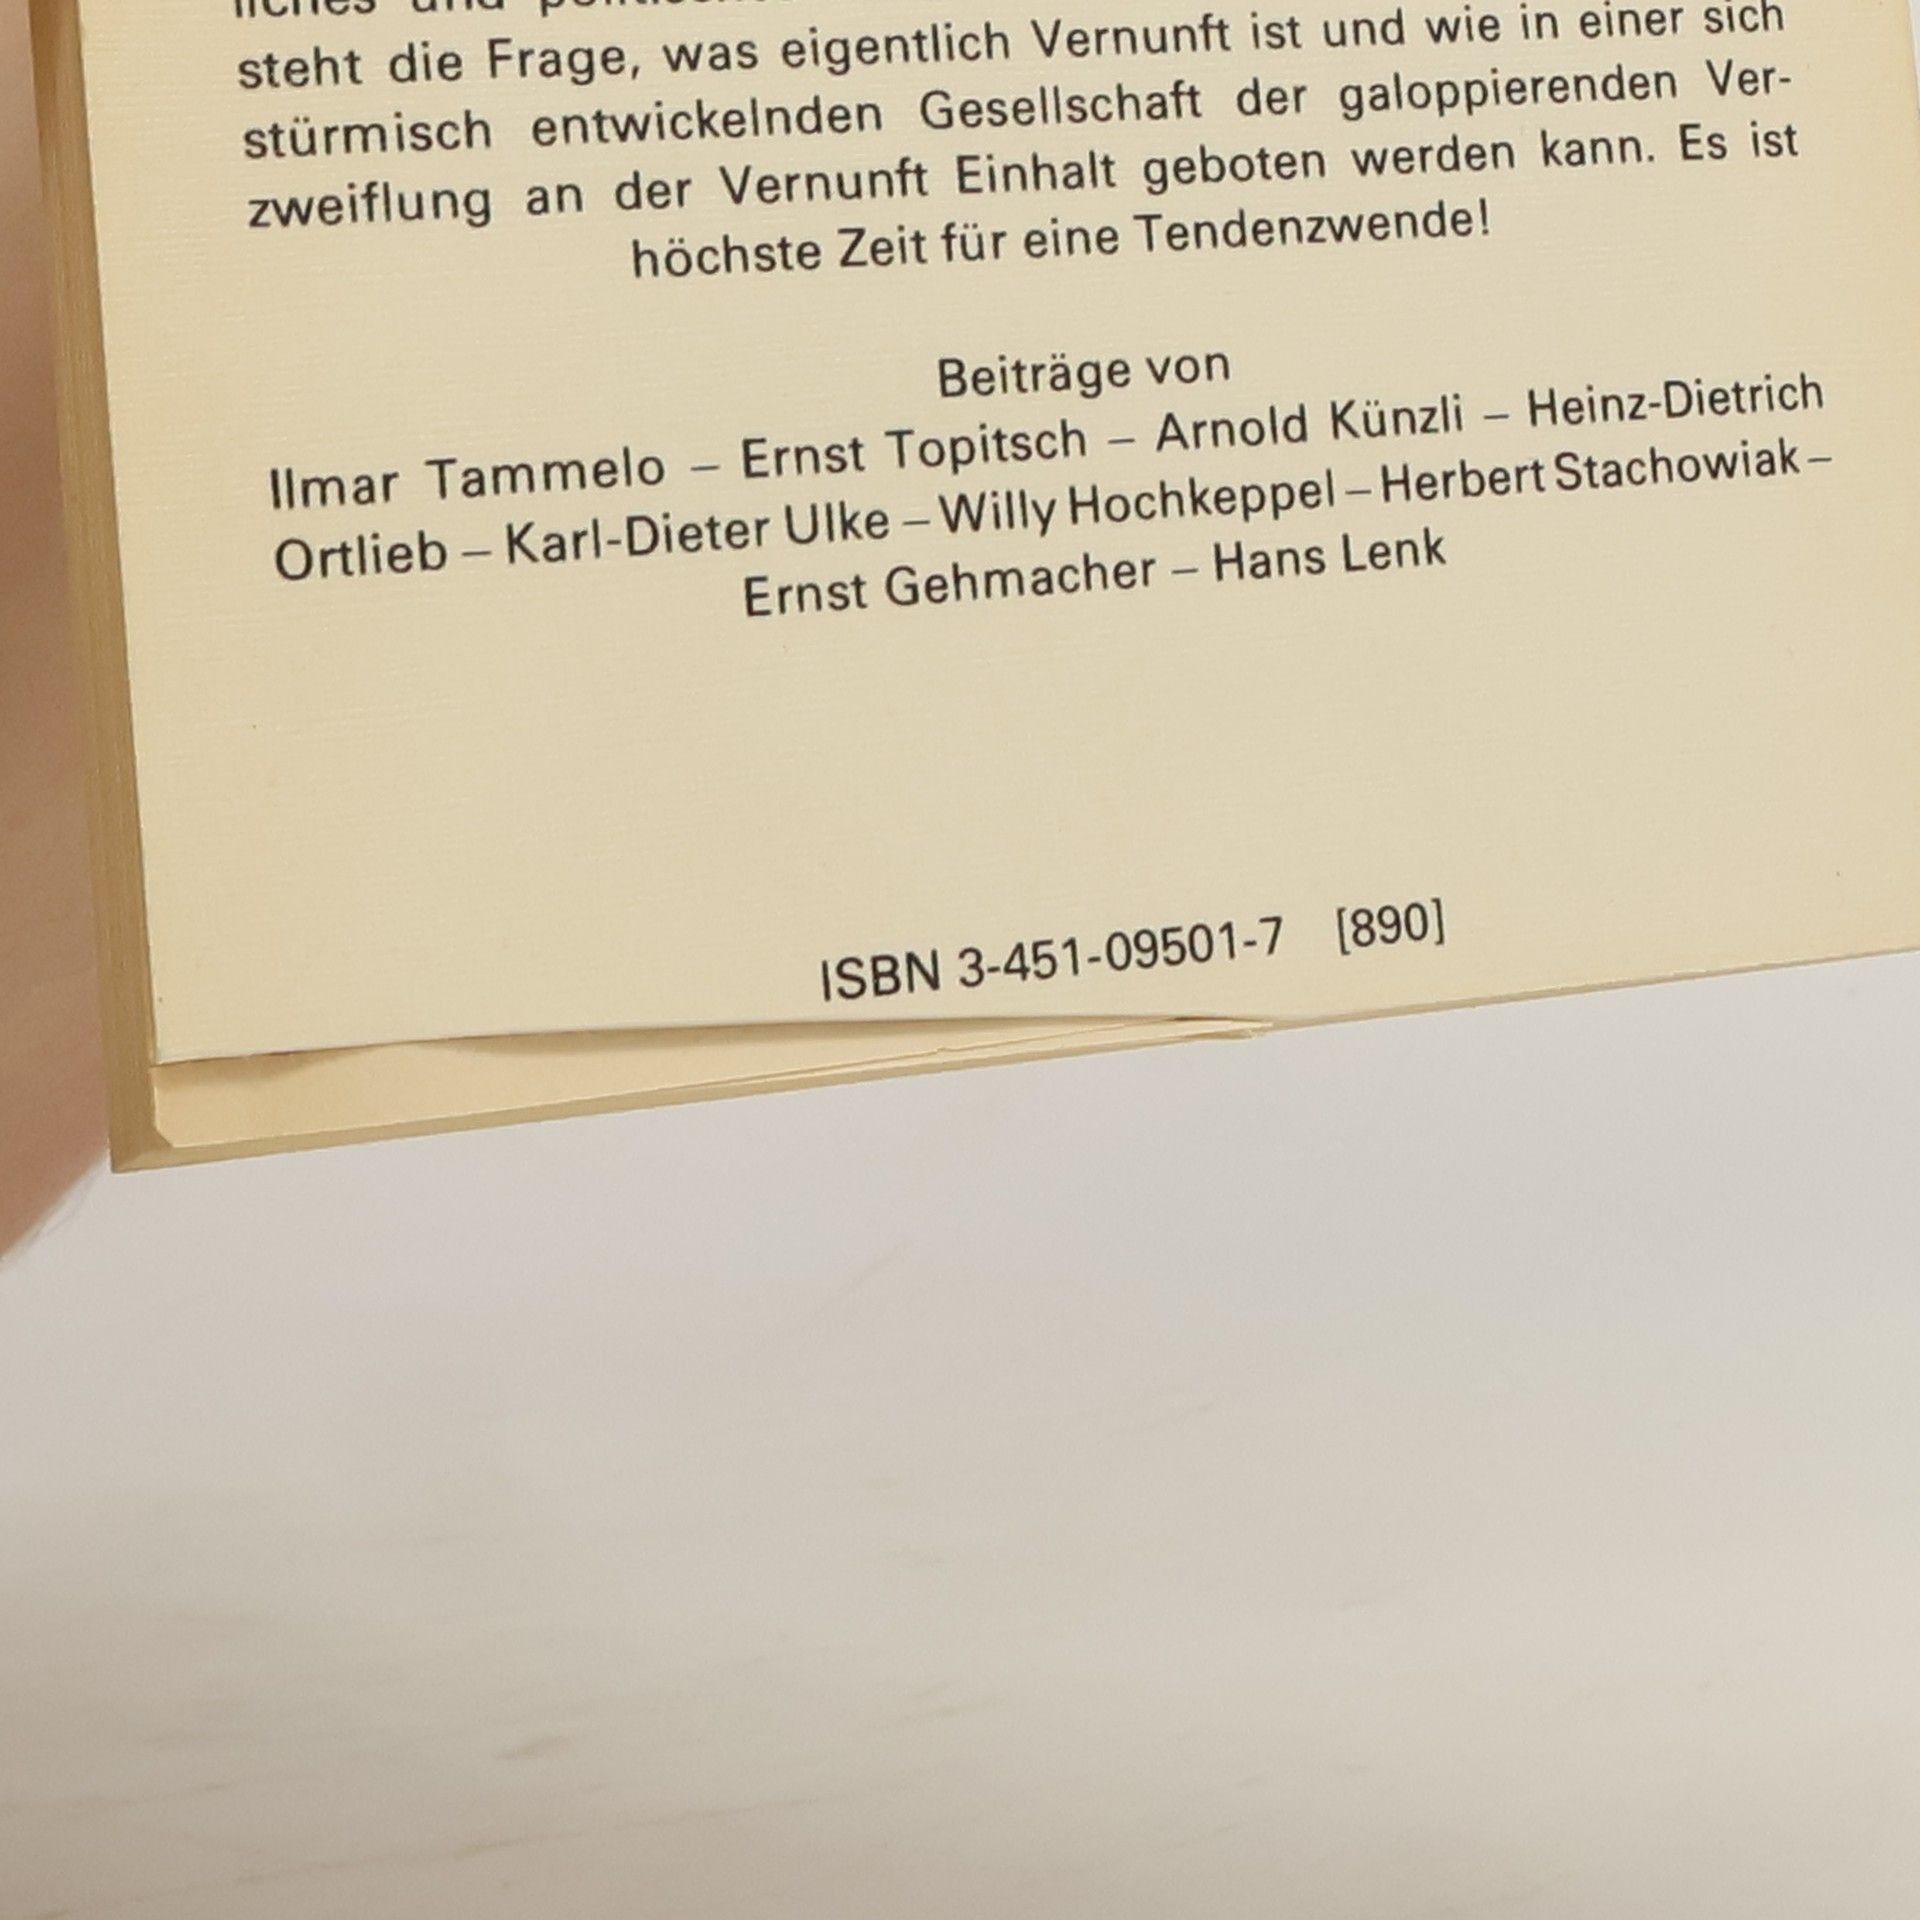 steht die Frage, was eigentlich Vernunft ist und wie in einer sich
stürmisch entwickelnden Gesellschaft der galoppierenden Ver-
zweiflung an der Vernunft Einhalt geboten werden kann. Es ist
höchste Zeit für eine Tendenzwende!
Beiträge von
Ilmar Tammelo – Ernst Topitsch – Arnold Künzli – Heinz-Dietrich
Ortlieb – Karl-Dieter Ulke – Willy Hochkeppel – Herbert Stachowiak –
Ernst Gehmacher – Hans Lenk
ISBN 3-451-09501-7 [890]